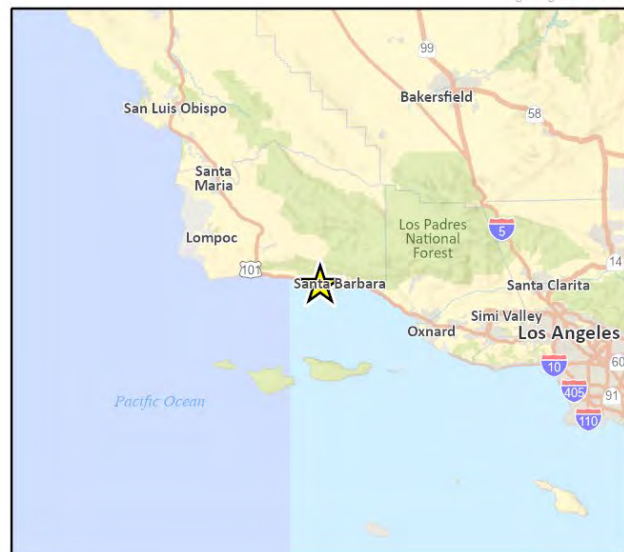 99
Bakersfield
58
San Luis Obispo
Santa
Maria
Los Padres
National
Forest
5
Lompoc
101
14
Santa Barbara
Santa Clarita
Simi Valley
Oxnard
Los Angeles
10
60
405
91
Pacific Ocean
110